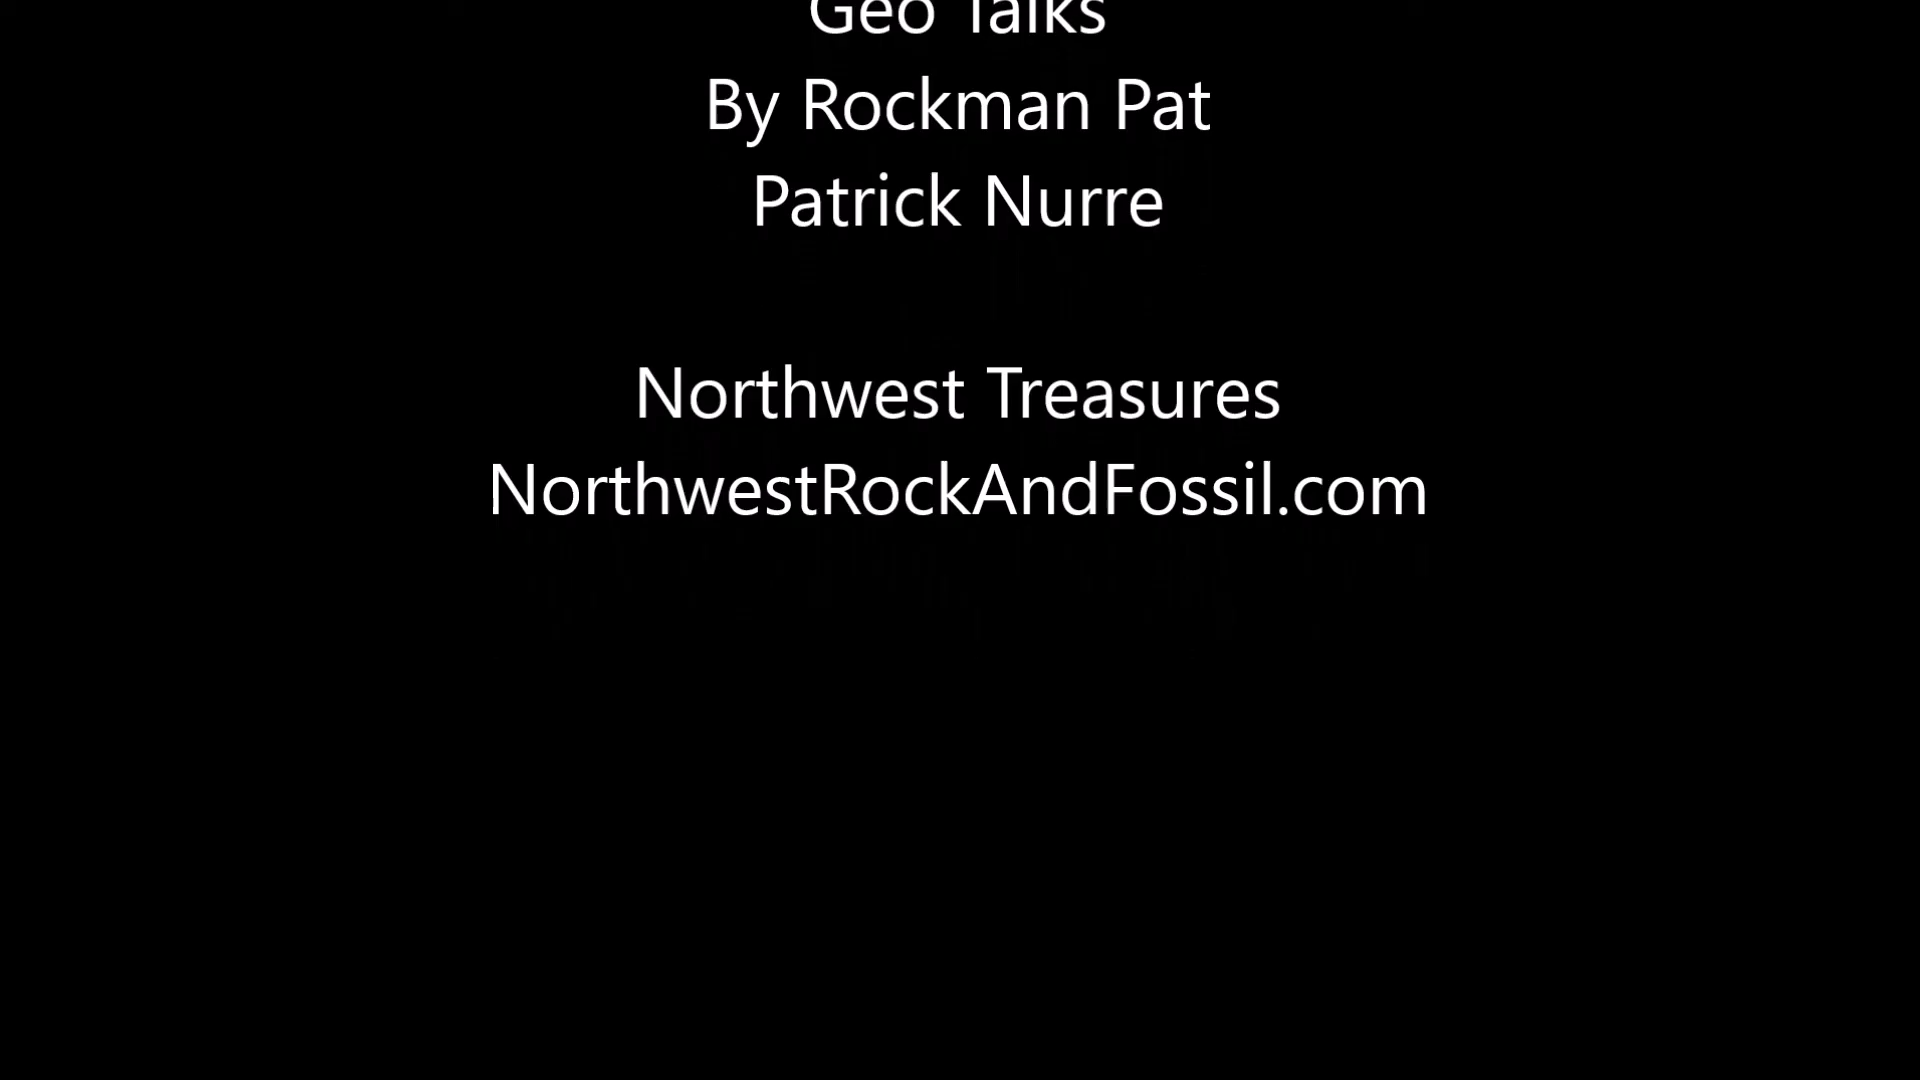 Geo Talks
By Rockman Pat
Patrick Nurre
Northwest Treasures
NorthwestRockAndFossil.com